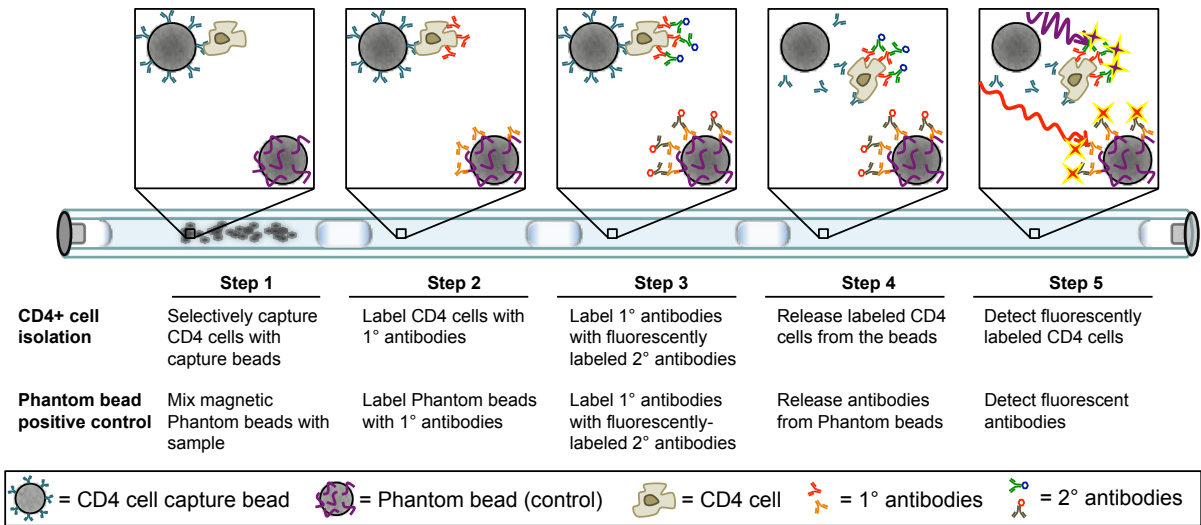 Step 1
Step 2
Step 3
Step 4
Step 5
CD4+ cell
isolation
Selectively capture
CD4 cells with
capture beads
Label CD4 cells with
1° antibodies
Label 1° antibodies
with fluorescently
labeled 2° antibodies
Release labeled CD4
cells from the beads
Detect fluorescently
labeled CD4 cells
Phantom bead
positive control
Mix magnetic
Phantom beads with
sample
Label Phantom beads
with 1° antibodies
Label 1° antibodies
with fluorescently-
labeled 2° antibodies
Release antibodies
from Phantom beads
Detect fluorescent
antibodies
= CD4 cell capture bead
= Phantom bead (control)
= CD4 cell
= 1° antibodies
= 2° antibodies